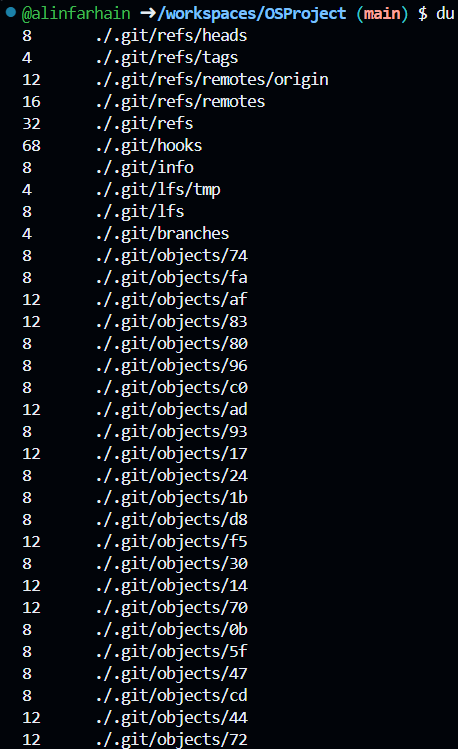 @alinfarhain ➜ /workspaces/OSProject (main) $ du
8 ./.git/refs/heads
4 ./.git/refs/tags
12 ./.git/refs/remotes/origin
16 ./.git/refs/remotes
32 ./.git/refs
68 ./.git/hooks
8 ./.git/info
4 ./.git/lfs/tmp
8 ./.git/lfs
4 ./.git/branches
8 ./.git/objects/74
8 ./.git/objects/fa
12 ./.git/objects/af
12 ./.git/objects/83
8 ./.git/objects/80
8 ./.git/objects/96
8 ./.git/objects/c0
12 ./.git/objects/ad
8 ./.git/objects/93
12 ./.git/objects/17
8 ./.git/objects/24
8 ./.git/objects/1b
8 ./.git/objects/d8
12 ./.git/objects/f5
8 ./.git/objects/30
12 ./.git/objects/14
12 ./.git/objects/70
8 ./.git/objects/0b
8 ./.git/objects/5f
8 ./.git/objects/47
8 ./.git/objects/cd
12 ./.git/objects/44
12 ./.git/objects/72